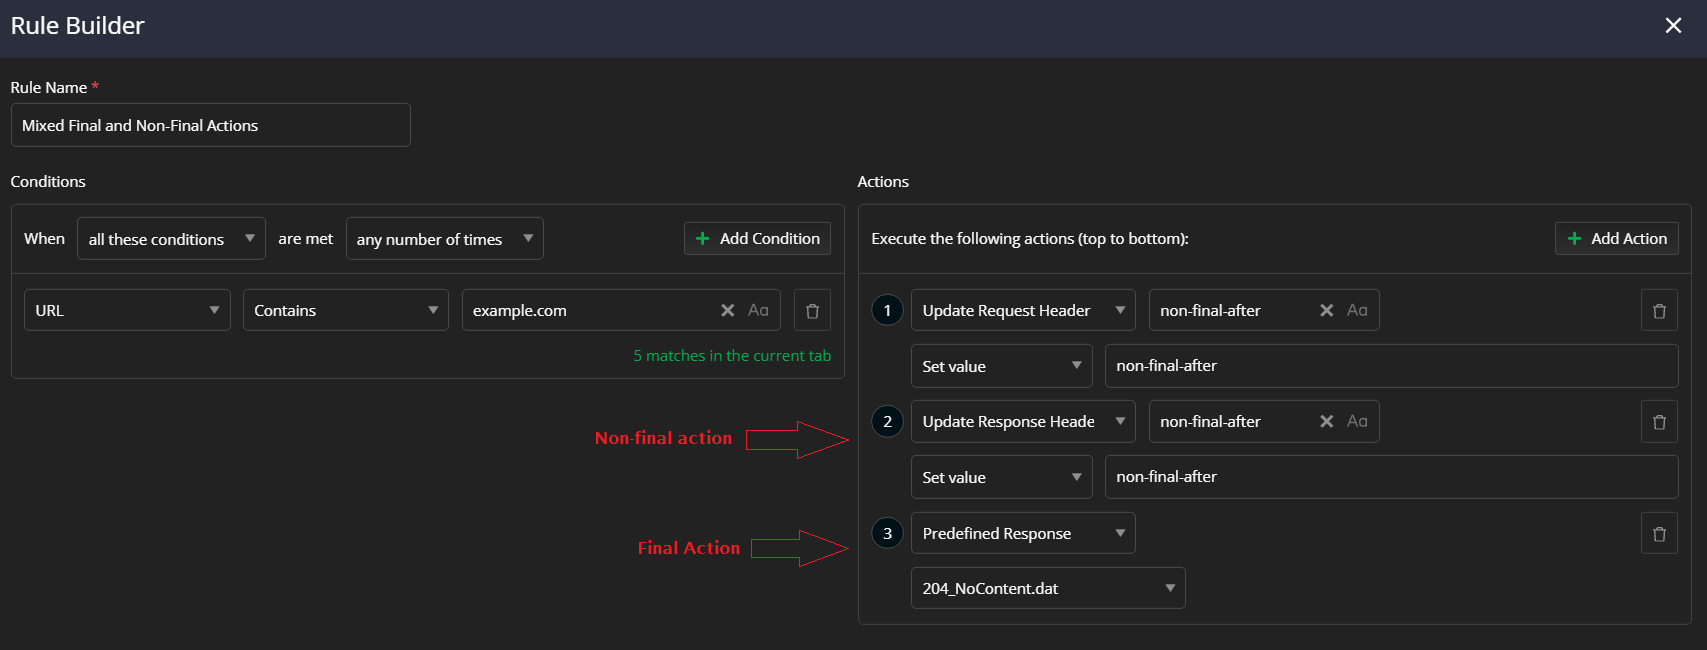 Rule Builder
Rule Name *
Mixed Final and Non-Final Actions
Conditions
When all these conditions are met any number of times Add Condition
URL Contains example.com Aa
5 matches in the current tab
Non-final action
Final Action
Actions
Execute the following actions (top to bottom): Add Action
1 Update Request Header non-final-after Aa
Set value non-final-after
2 Update Response Heade non-final-after Aa
Set value non-final-after
3 Predefined Response
204_NoContent.dat